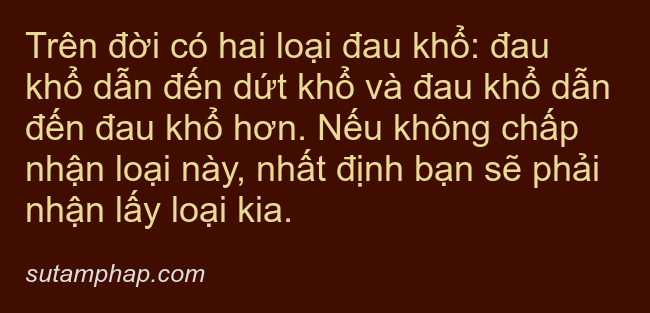 Trên đời có hai loại đau khổ: đau
khổ dẫn đến dứt khổ và đau khổ dẫn
đến đau khổ hơn. Nếu không chấp
nhận loại này, nhất định bạn sẽ phải
nhận lấy loại kia.
sutamphap.com